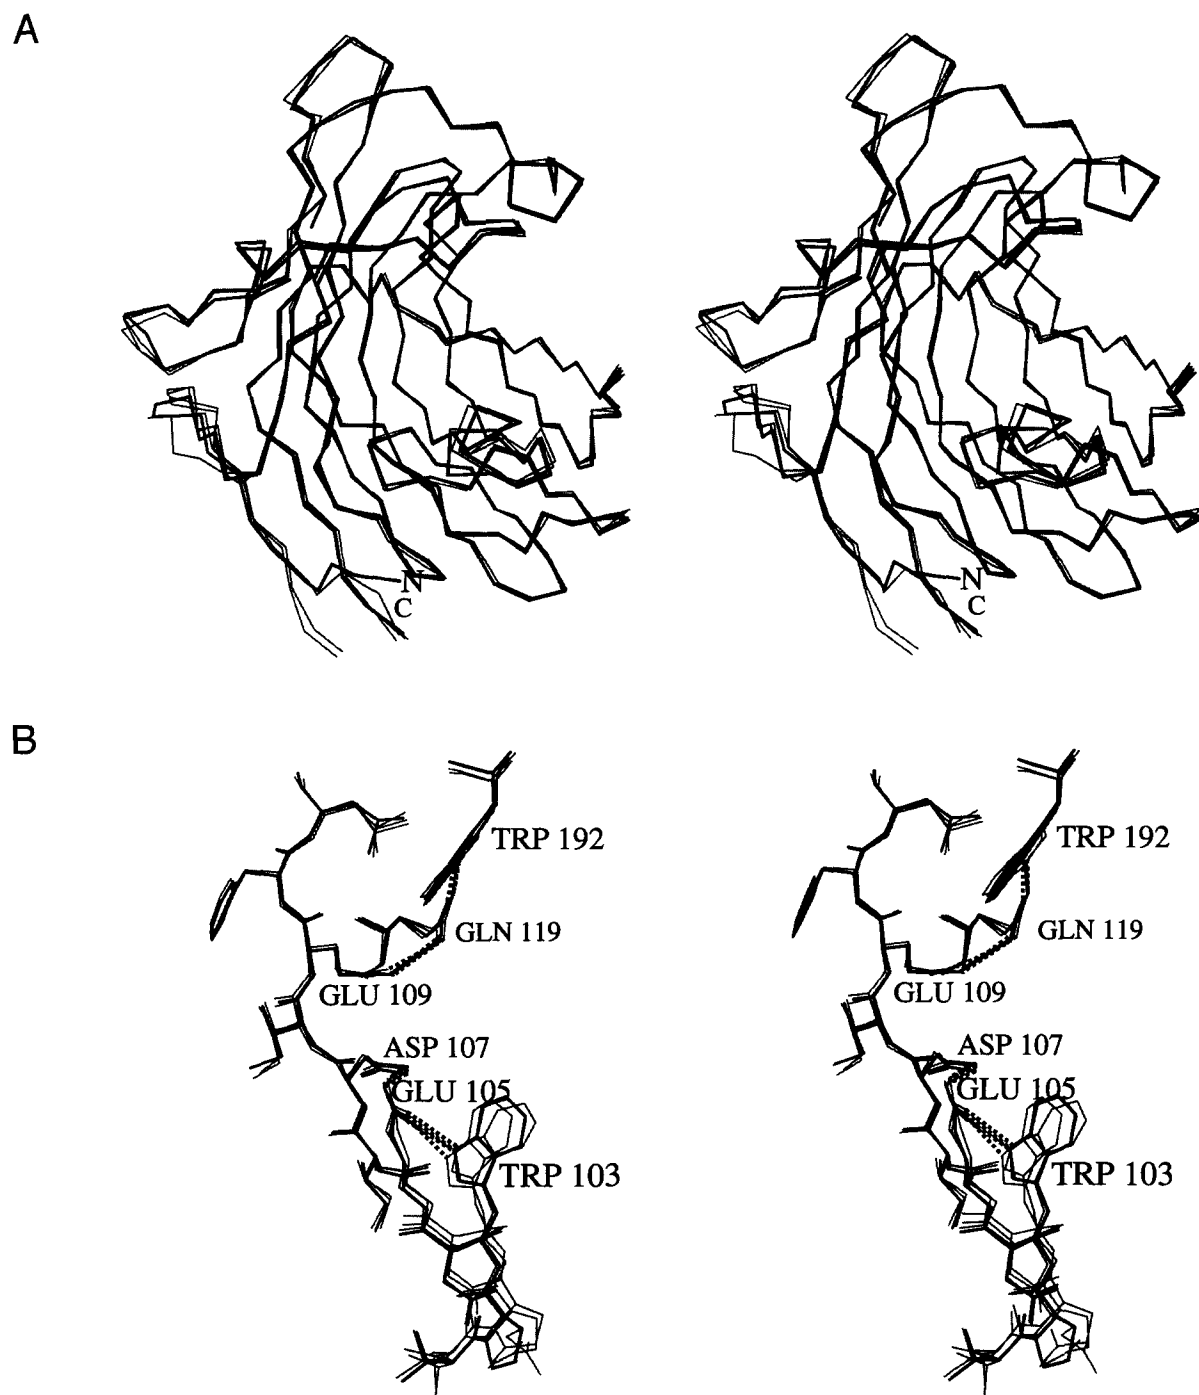 A
N
C
N
C
B
TRP 192
GLN 119
GLU 109
ASP 107
GLU 105
TRP 103
TRP 192
GLN 119
GLU 109
ASP 107
GLU 105
TRP 103